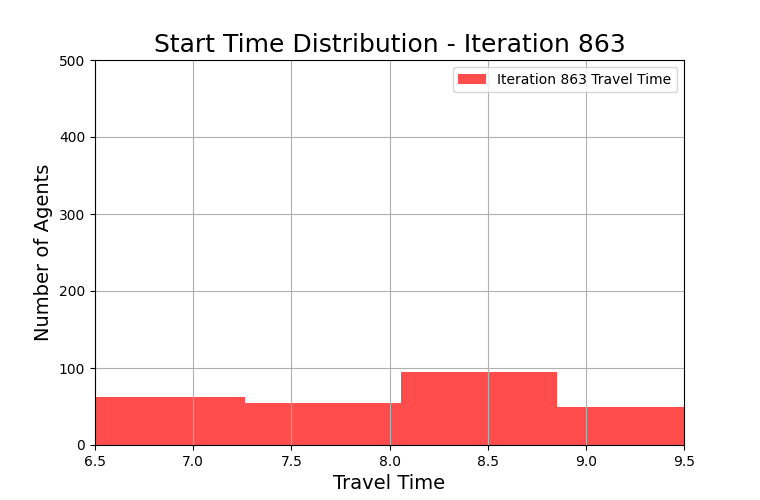 Start Time Distribution - Iteration 863
Iteration 863 Travel Time
Number of Agents
500
400
300
200
100
0
6.5 7.0 7.5 8.0 8.5 9.0 9.5
Travel Time